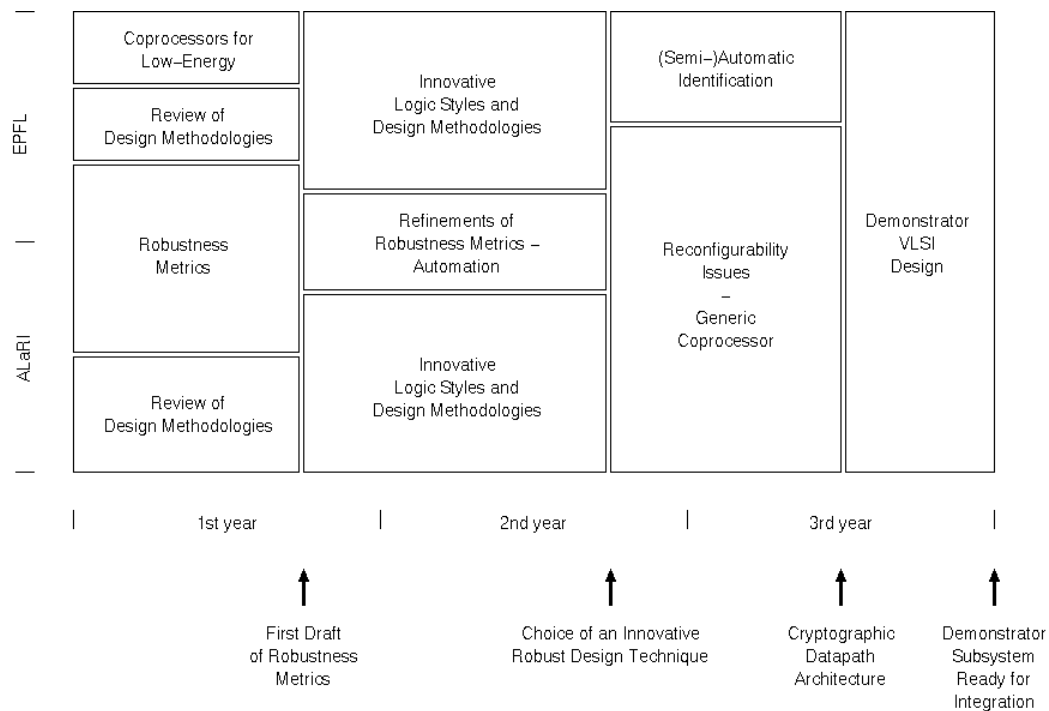 EPFL
ALaRI
Coprocessors for
Low–Energy
Review of
Design Methodologies
Robustness
Metrics
Review of
Design Methodologies
Innovative
Logic Styles and
Design Methodologies
Refinements of
Robustness Metrics –
Automation
Innovative
Logic Styles and
Design Methodologies
(Semi–)Automatic
Identification
Reconfigurability
Issues
–
Generic
Coprocessor
Demonstrator
VLSI
Design
1st year
2nd year
3rd year
First Draft
of Robustness
Metrics
Choice of an Innovative
Robust Design Technique
Cryptographic
Datapath
Architecture
Demonstrator
Subsystem
Ready for
Integration